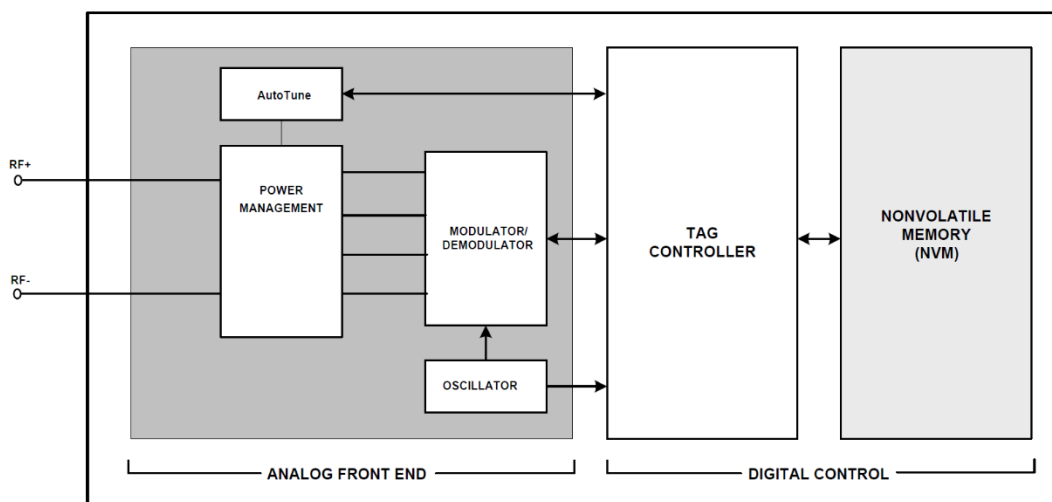 AutoTune
RF+
POWER
MANAGEMENT
MODULATOR/
DEMODULATOR
TAG
CONTROLLER
NONVOLATILE
MEMORY
(NVM)
RF-
OSCILLATOR
ANALOG FRONT END
DIGITAL CONTROL